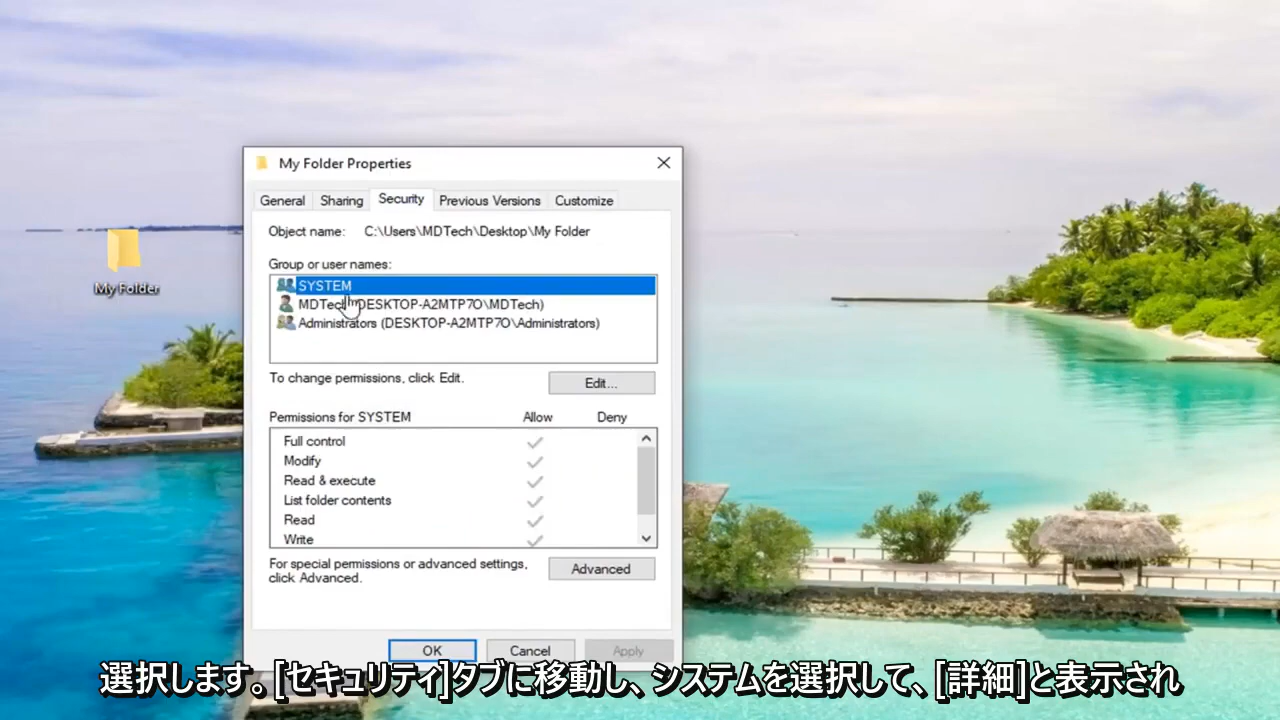 My Folder Properties
General Sharing Security Previous Versions Customize
Object name: C:\Users\MDTech\Desktop\My Folder
Group or user names:
SYSTEM
MDTech (DESKTOP-A2MTP7O\MDTech)
Administrators (DESKTOP-A2MTP7O\Administrators)
To change permissions, click Edit.
Edit...
Permissions for SYSTEM Allow Deny
Full control
Modify
Read & execute
List folder contents
Read
Write
For special permissions or advanced settings,
click Advanced.
Advanced
OK Cancel Apply
My Folder
選択します。[セキュリティ]タブに移動し、システムを選択して、[詳細]と表示され